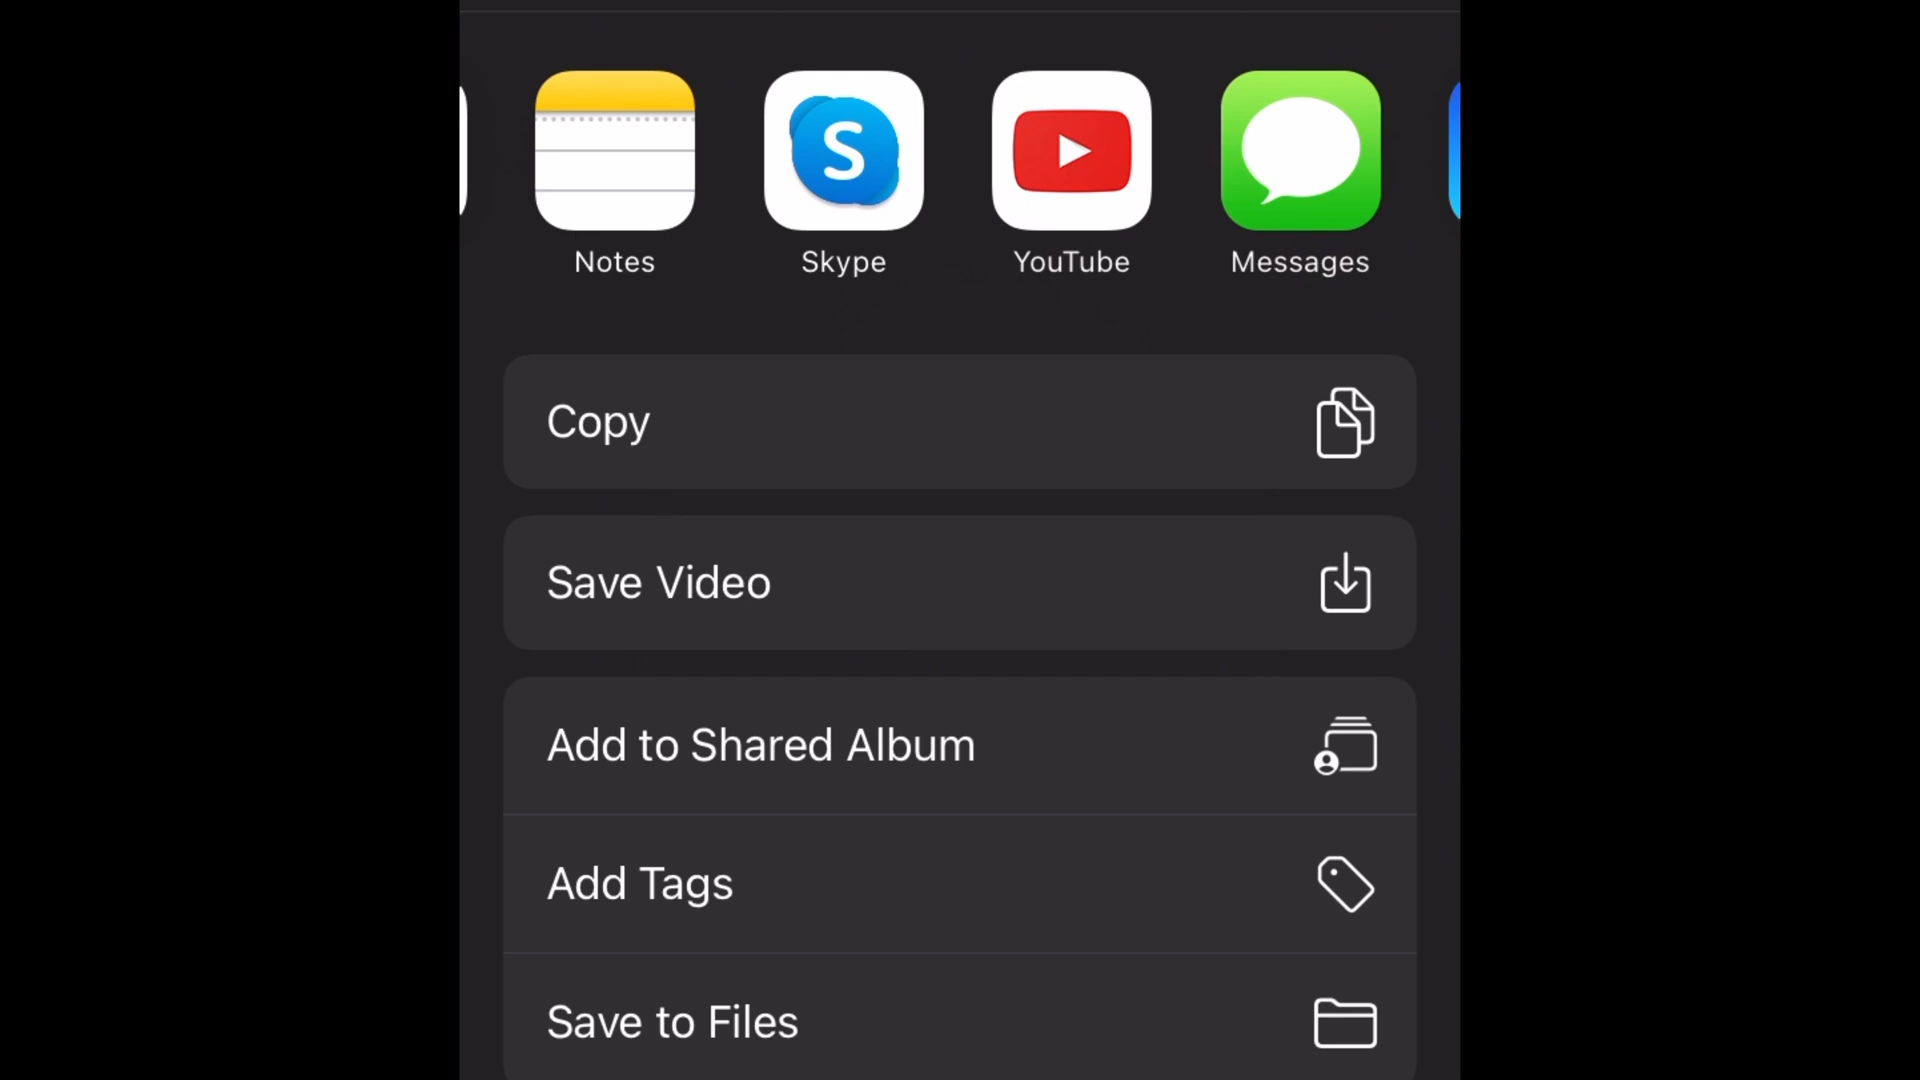 S
Notes
Skype
YouTube
Messages
Copy
Save Video
Add to Shared Album
Add Tags
Save to Files